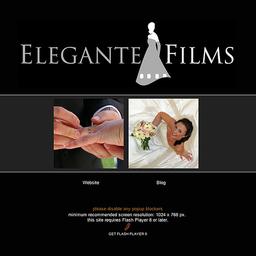 ELEGANTE FILMS
Website Blog
please disable any popup blockers
minimum recommended screen resolution: 1024 x 768 px.
this site requires Flash Player 8 or later.
GET FLASH PLAYER 8